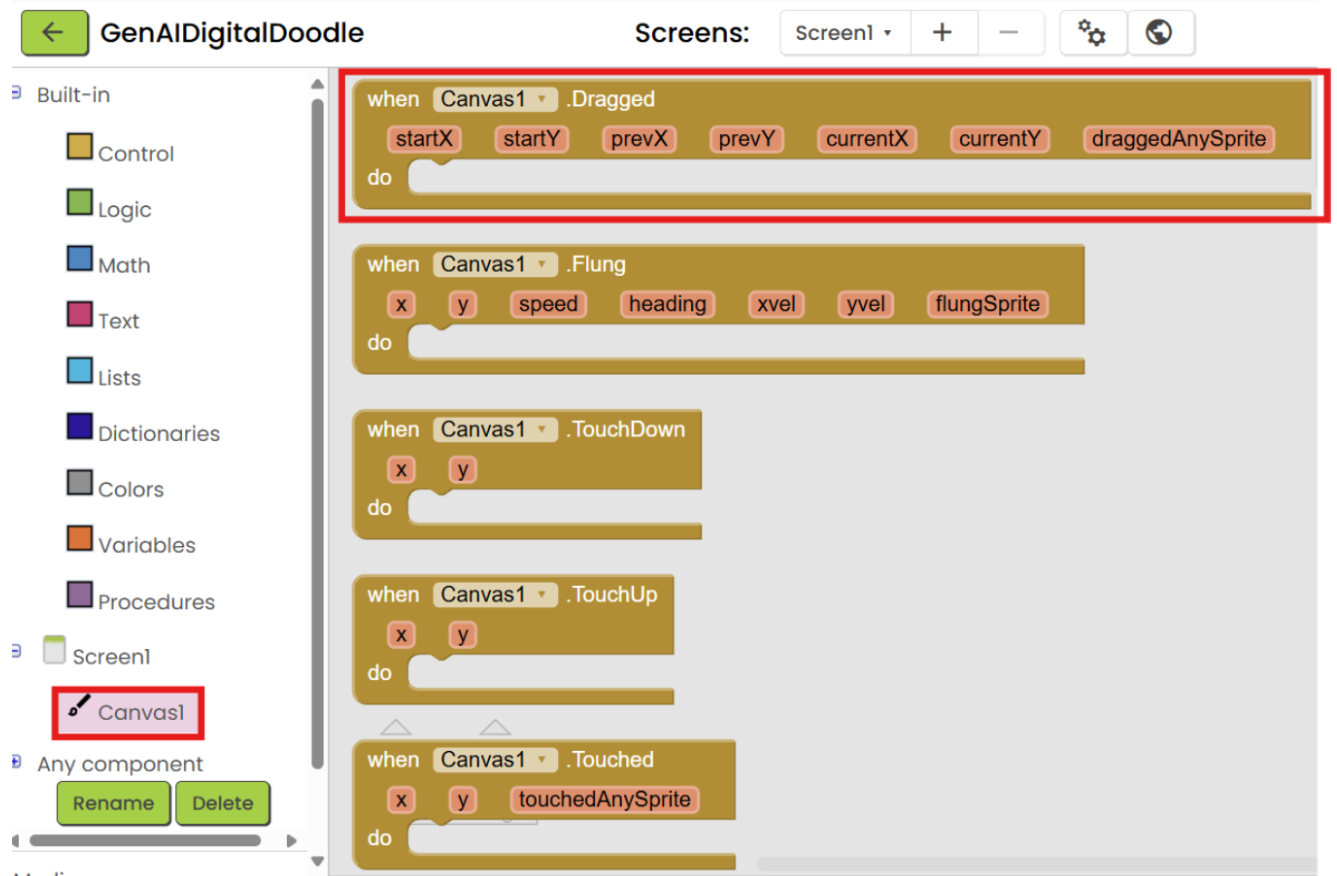 GenAIDigitalDoodle Screens: Screen1 + −
Built-in
Control
Logic
Math
Text
Lists
Dictionaries
Colors
Variables
Procedures
Screen1
Canvas1
Any component
Rename Delete
when Canvas1 .Dragged
startX startY prevX prevY currentX currentY draggedAnySprite
do
when Canvas1 .Flung
x y speed heading xvel yvel flungSprite
do
when Canvas1 .TouchDown
x y
do
when Canvas1 .TouchUp
x y
do
when Canvas1 .Touched
x y touchedAnySprite
do